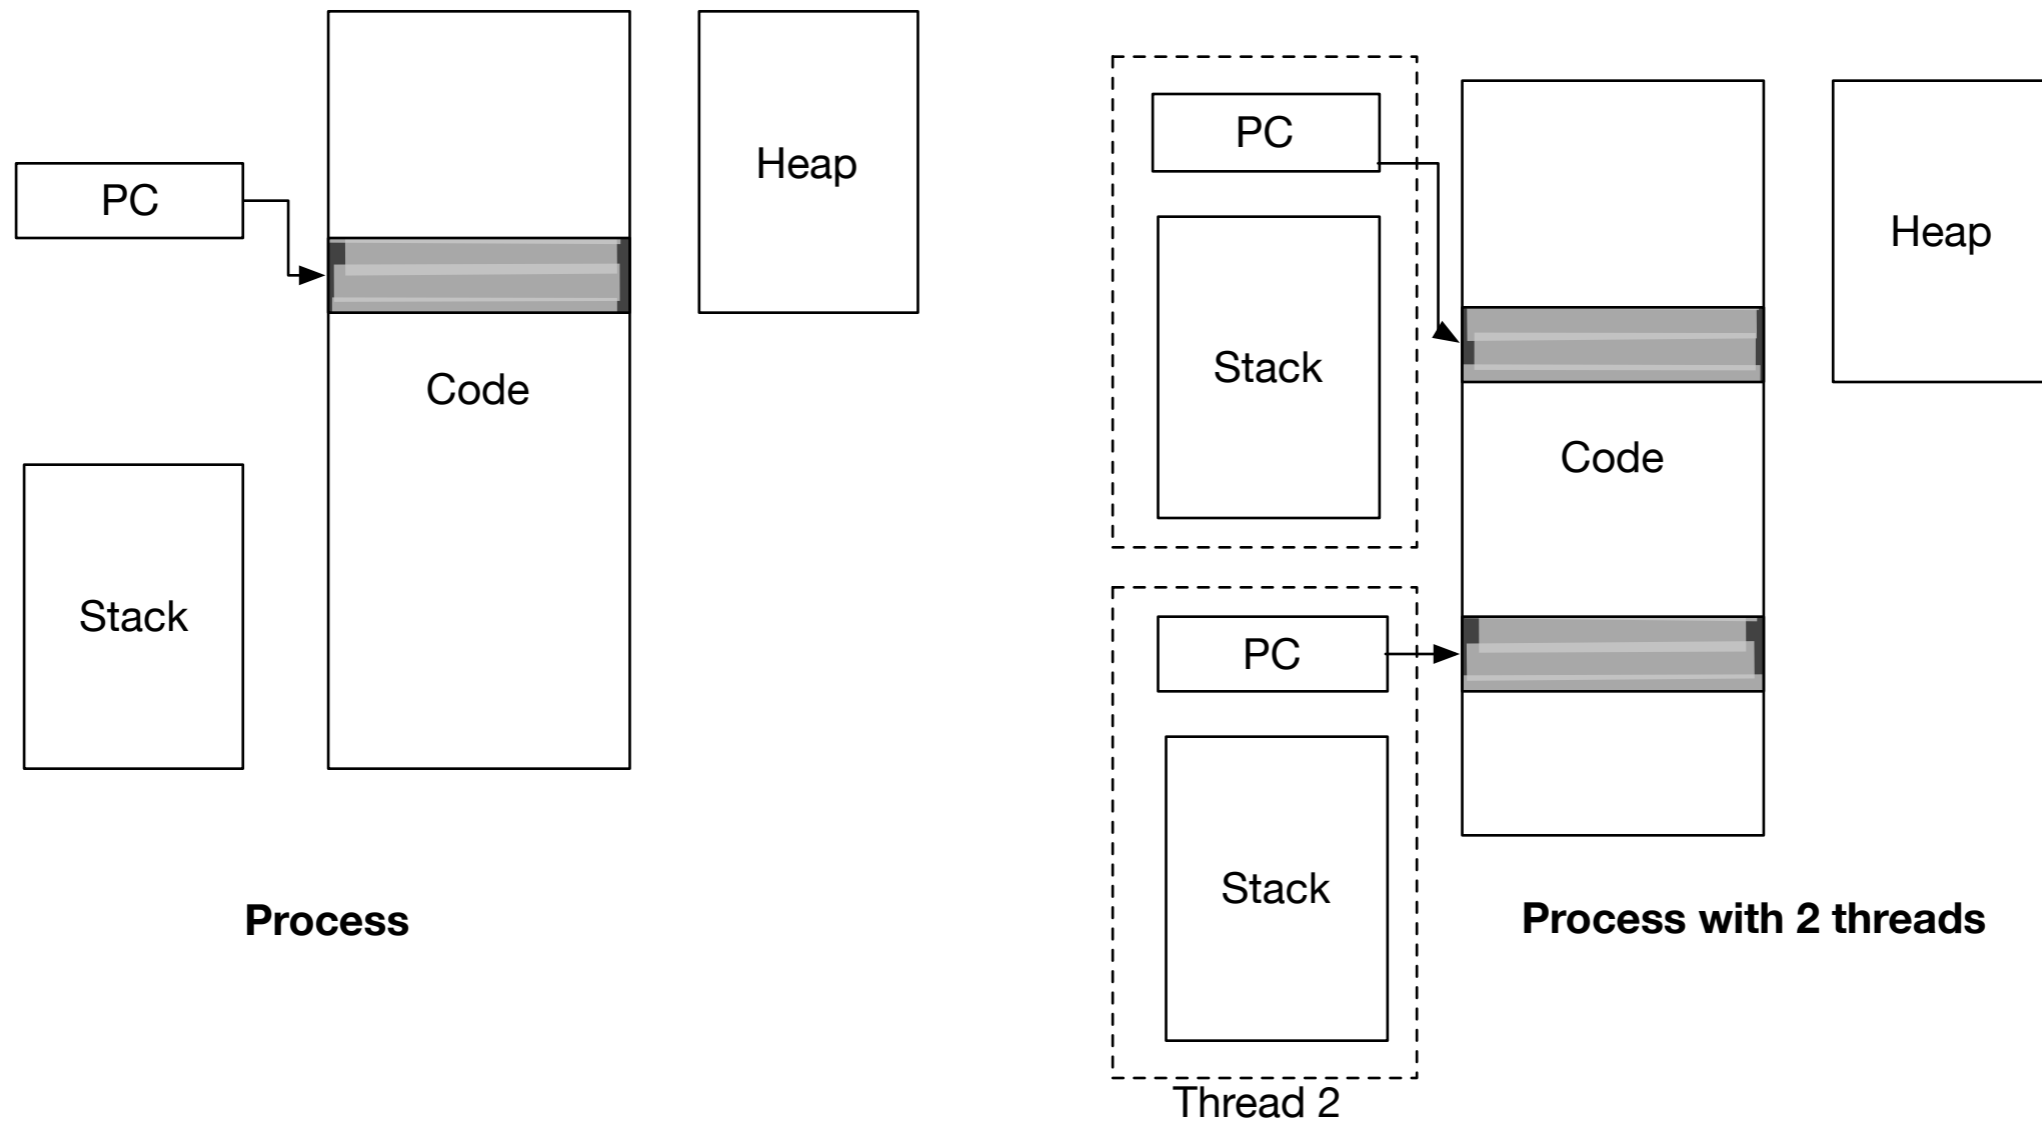 PC
Code
Heap
Stack
Process
PC
Stack
Code
Heap
PC
Stack
Thread 2
Process with 2 threads